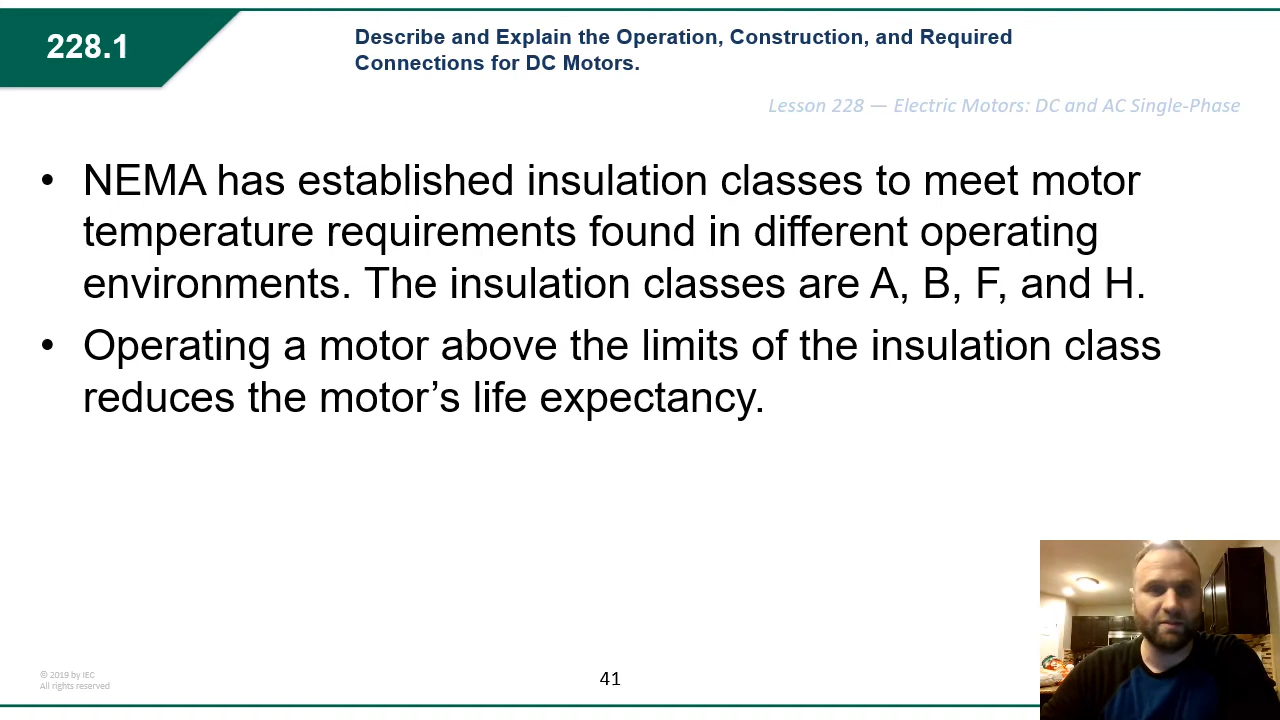 228.1
Describe and Explain the Operation, Construction, and Required
Connections for DC Motors.
Lesson 228 — Electric Motors: DC and AC Single-Phase
• NEMA has established insulation classes to meet motor
temperature requirements found in different operating
environments. The insulation classes are A, B, F, and H.
• Operating a motor above the limits of the insulation class
reduces the motor’s life expectancy.
© 2019 by IEC
All rights reserved
41